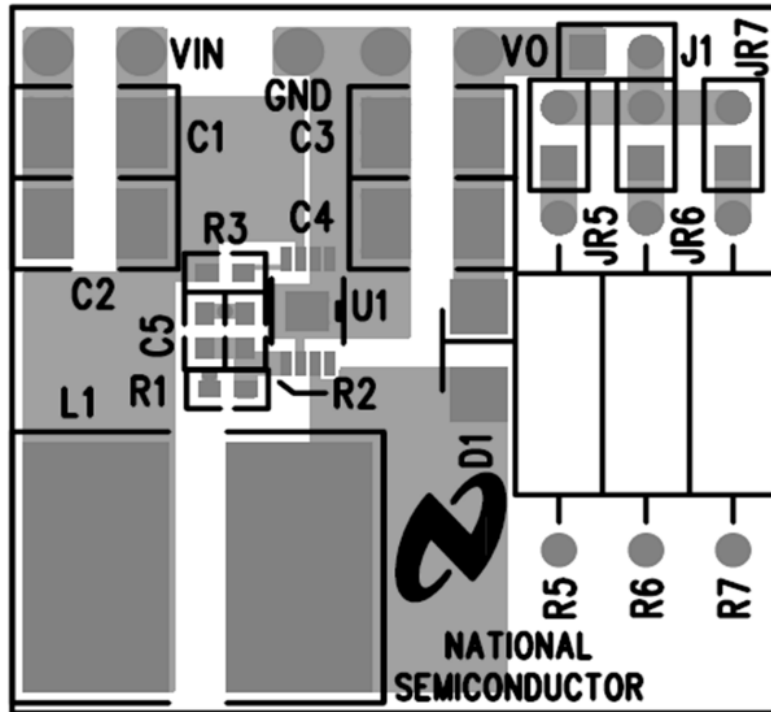 VIN
VO
J1
JR7
GND
C1
C3
C4
R3
JR5
JR6
C2
C5
U1
R1
R2
L1
D1
R5
R6
R7
NATIONAL
SEMICONDUCTOR